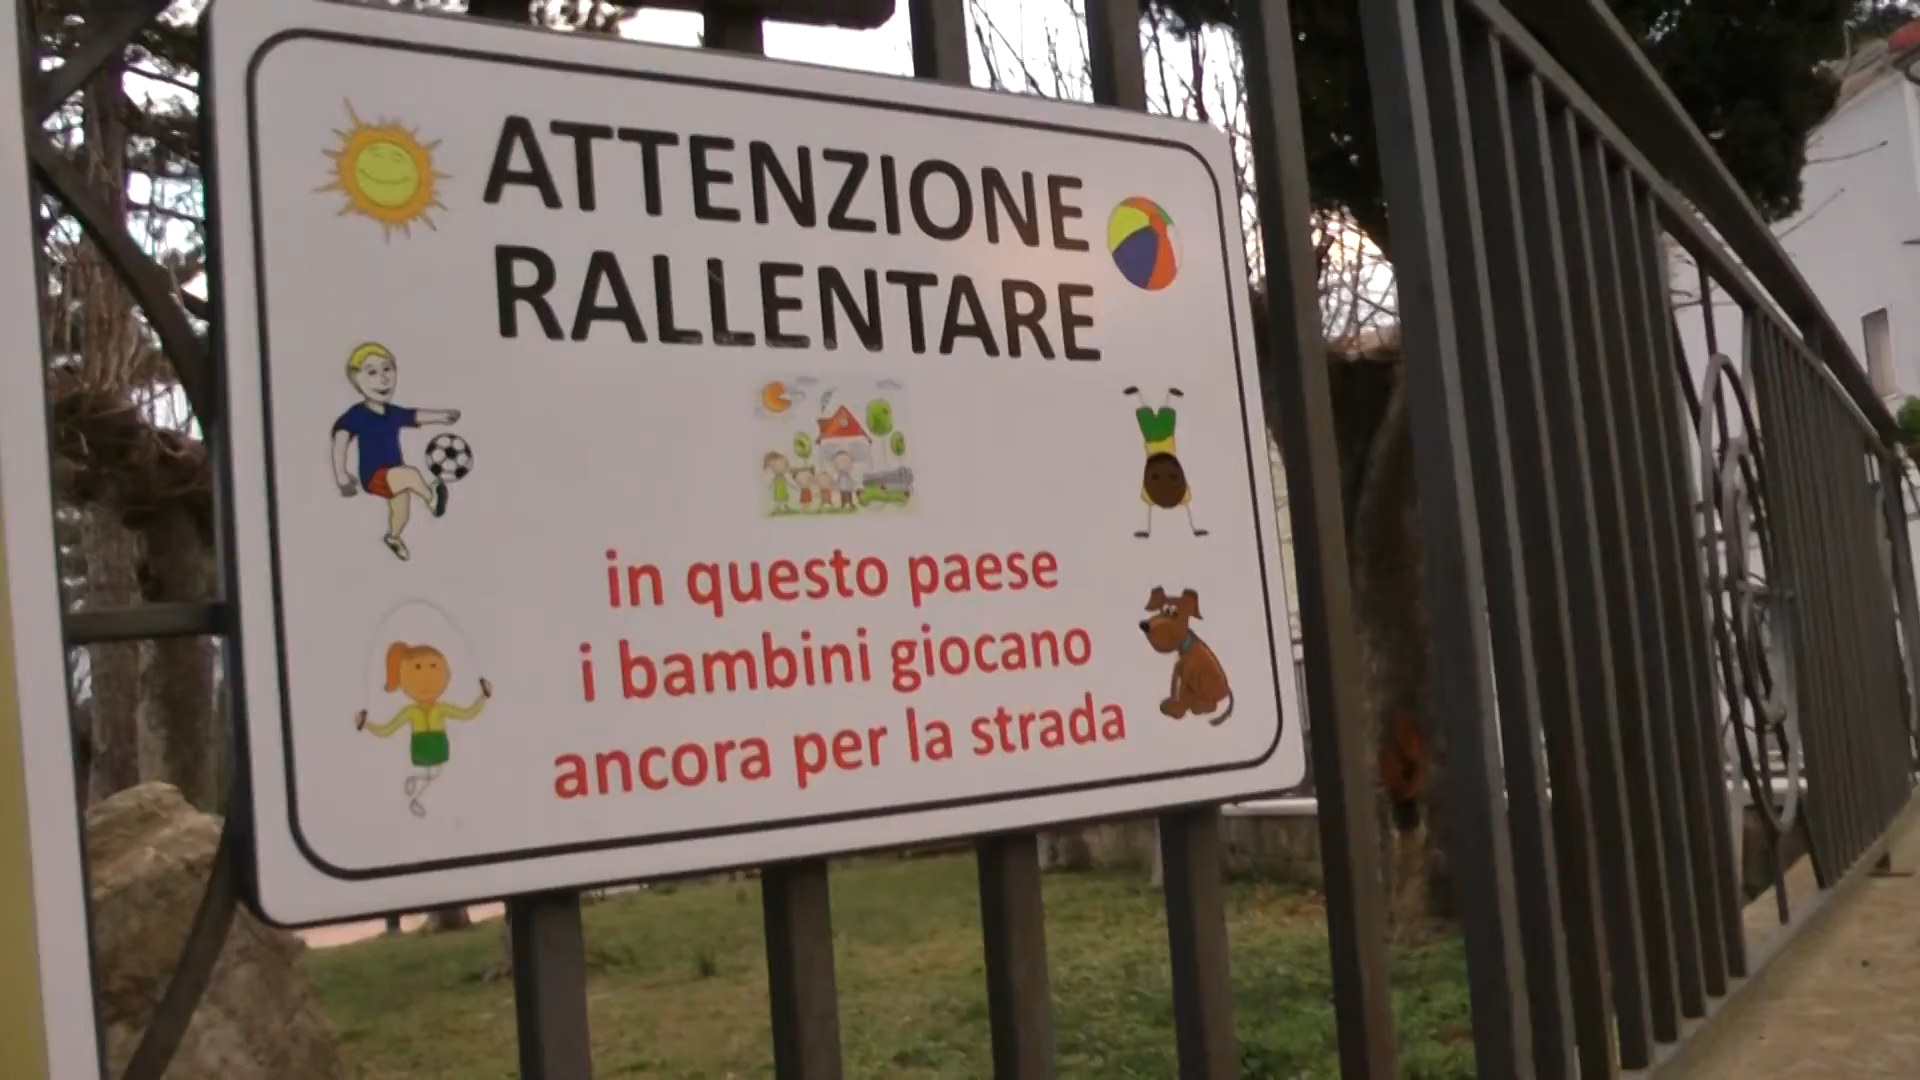 ATTENZIONE
RALLENTARE
in questo paese
i bambini giocano
ancora per la strada